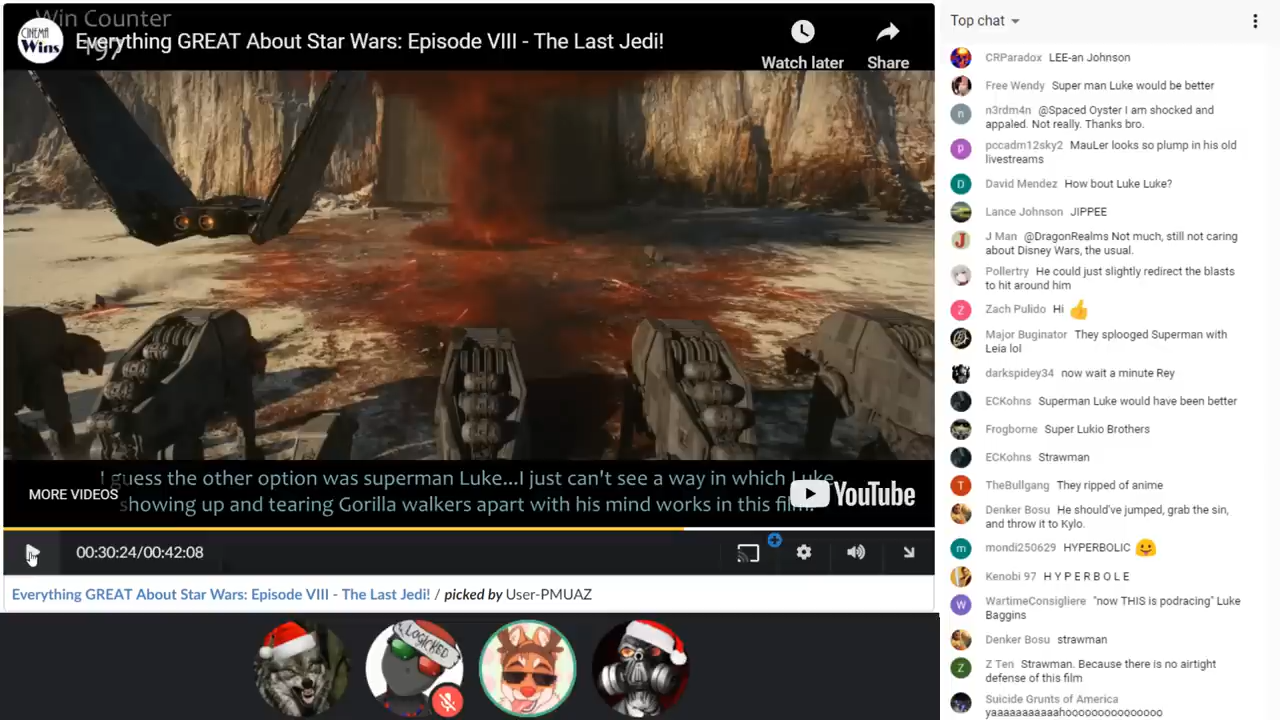 Win Counter
197
CINEMA
Wins
Everything GREAT About Star Wars: Episode VIII - The Last Jedi!
Watch later
Share
I guess the other option was superman Luke...I just can't see a way in which Luke
showing up and tearing Gorilla walkers apart with his mind works in this film.
MORE VIDEOS
YouTube
00:30:24/00:42:08
Everything GREAT About Star Wars: Episode VIII - The Last Jedi! / picked by User-PMUAZ
LOGICKED
Top chat
CRParadox LEE-an Johnson
Free Wendy Super man Luke would be better
n n3rdm4n @Spaced Oyster I am shocked and
appaled. Not really. Thanks bro.
p pccadm12sky2 MauLer looks so plump in his old
livestreams
D David Mendez How bout Luke Luke?
Lance Johnson JIPPEE
J J Man @DragonRealms Not much, still not caring
about Disney Wars, the usual.
Pollertry He could just slightly redirect the blasts
to hit around him
Z Zach Pulido Hi 👍
Major Buginator They splooged Superman with
Leia lol
darkspidey34 now wait a minute Rey
ECKohns Superman Luke would have been better
Frogborne Super Lukio Brothers
ECKohns Strawman
T TheBullgang They ripped of anime
Denker Bosu He should've jumped, grab the sin,
and throw it to Kylo.
m mondi250629 HYPERBOLIC 🤗
Kenobi 97 H Y P E R B O L E
W WartimeConsigliere "now THIS is podracing" Luke
Baggins
Denker Bosu strawman
Z Z Ten Strawman. Because there is no airtight
defense of this film
Suicide Grunts of America
yaaaaaaaaaahooooooooooooooo